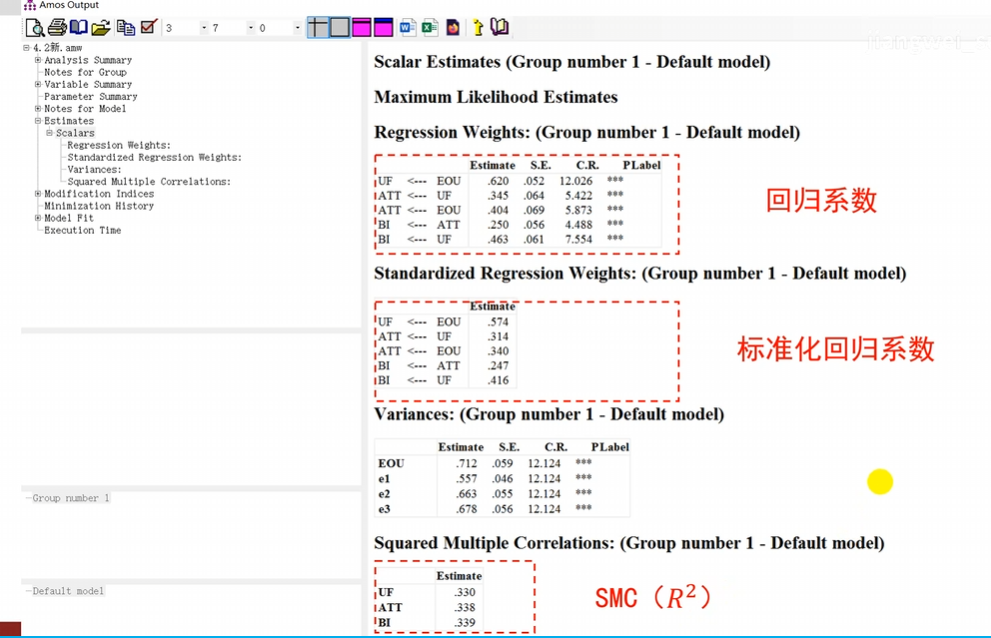 Amos Output
3 7 0
4.2新.amw
Analysis Summary
Notes for Group
Variable Summary
Parameter Summary
Notes for Model
Estimates
Scalars
Regression Weights:
Standardized Regression Weights:
Variances:
Squared Multiple Correlations:
Modification Indices
Minimization History
Model Fit
Execution Time
Group number 1
Default model
Scalar Estimates (Group number 1 - Default model)
Maximum Likelihood Estimates
Regression Weights: (Group number 1 - Default model)
Estimate S.E. C.R. P Label
UF <--- EOU .620 .052 12.026 ***
ATT <--- UF .345 .064 5.422 ***
ATT <--- EOU .404 .069 5.873 ***
BI <--- ATT .250 .056 4.488 ***
BI <--- UF .463 .061 7.554 ***
回归系数
Standardized Regression Weights: (Group number 1 - Default model)
Estimate
UF <--- EOU .574
ATT <--- UF .314
ATT <--- EOU .340
BI <--- ATT .247
BI <--- UF .416
标准化回归系数
Variances: (Group number 1 - Default model)
Estimate S.E. C.R. P Label
EOU .712 .059 12.124 ***
e1 .557 .046 12.124 ***
e2 .663 .055 12.124 ***
e3 .678 .056 12.124 ***
Squared Multiple Correlations: (Group number 1 - Default model)
Estimate
UF .330
ATT .338
BI .339
SMC（R²）